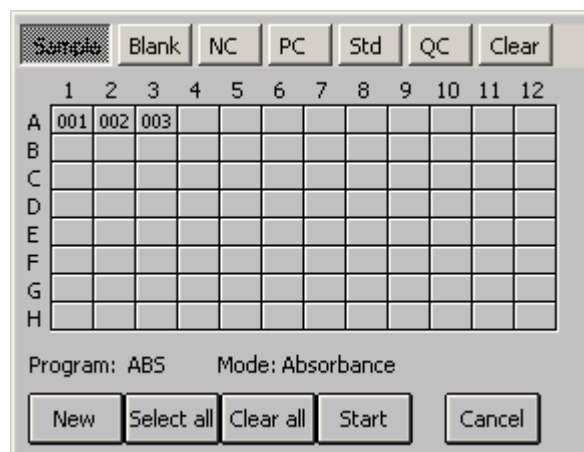 Sample Blank NC PC Std QC Clear
1 2 3 4 5 6 7 8 9 10 11 12
A 001 002 003
B
C
D
E
F
G
H
Program: ABS Mode: Absorbance
New Select all Clear all Start Cancel